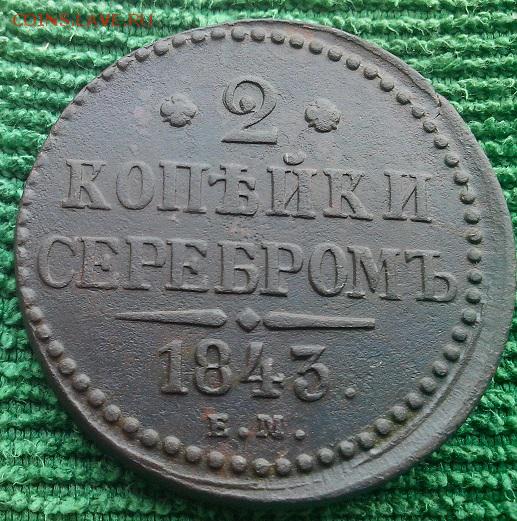 COINS.LAVE.RU
2
КОПѢЙКИ
СЕРЕБРОМЪ
1843.
Е.М.